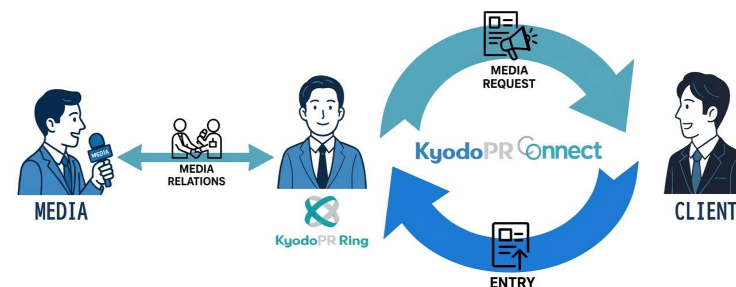 MEDIA
REQUEST
MEDIA
MEDIA
RELATIONS
KyodoPR Connect
MEDIA
KyodoPR Ring
CLIENT
ENTRY